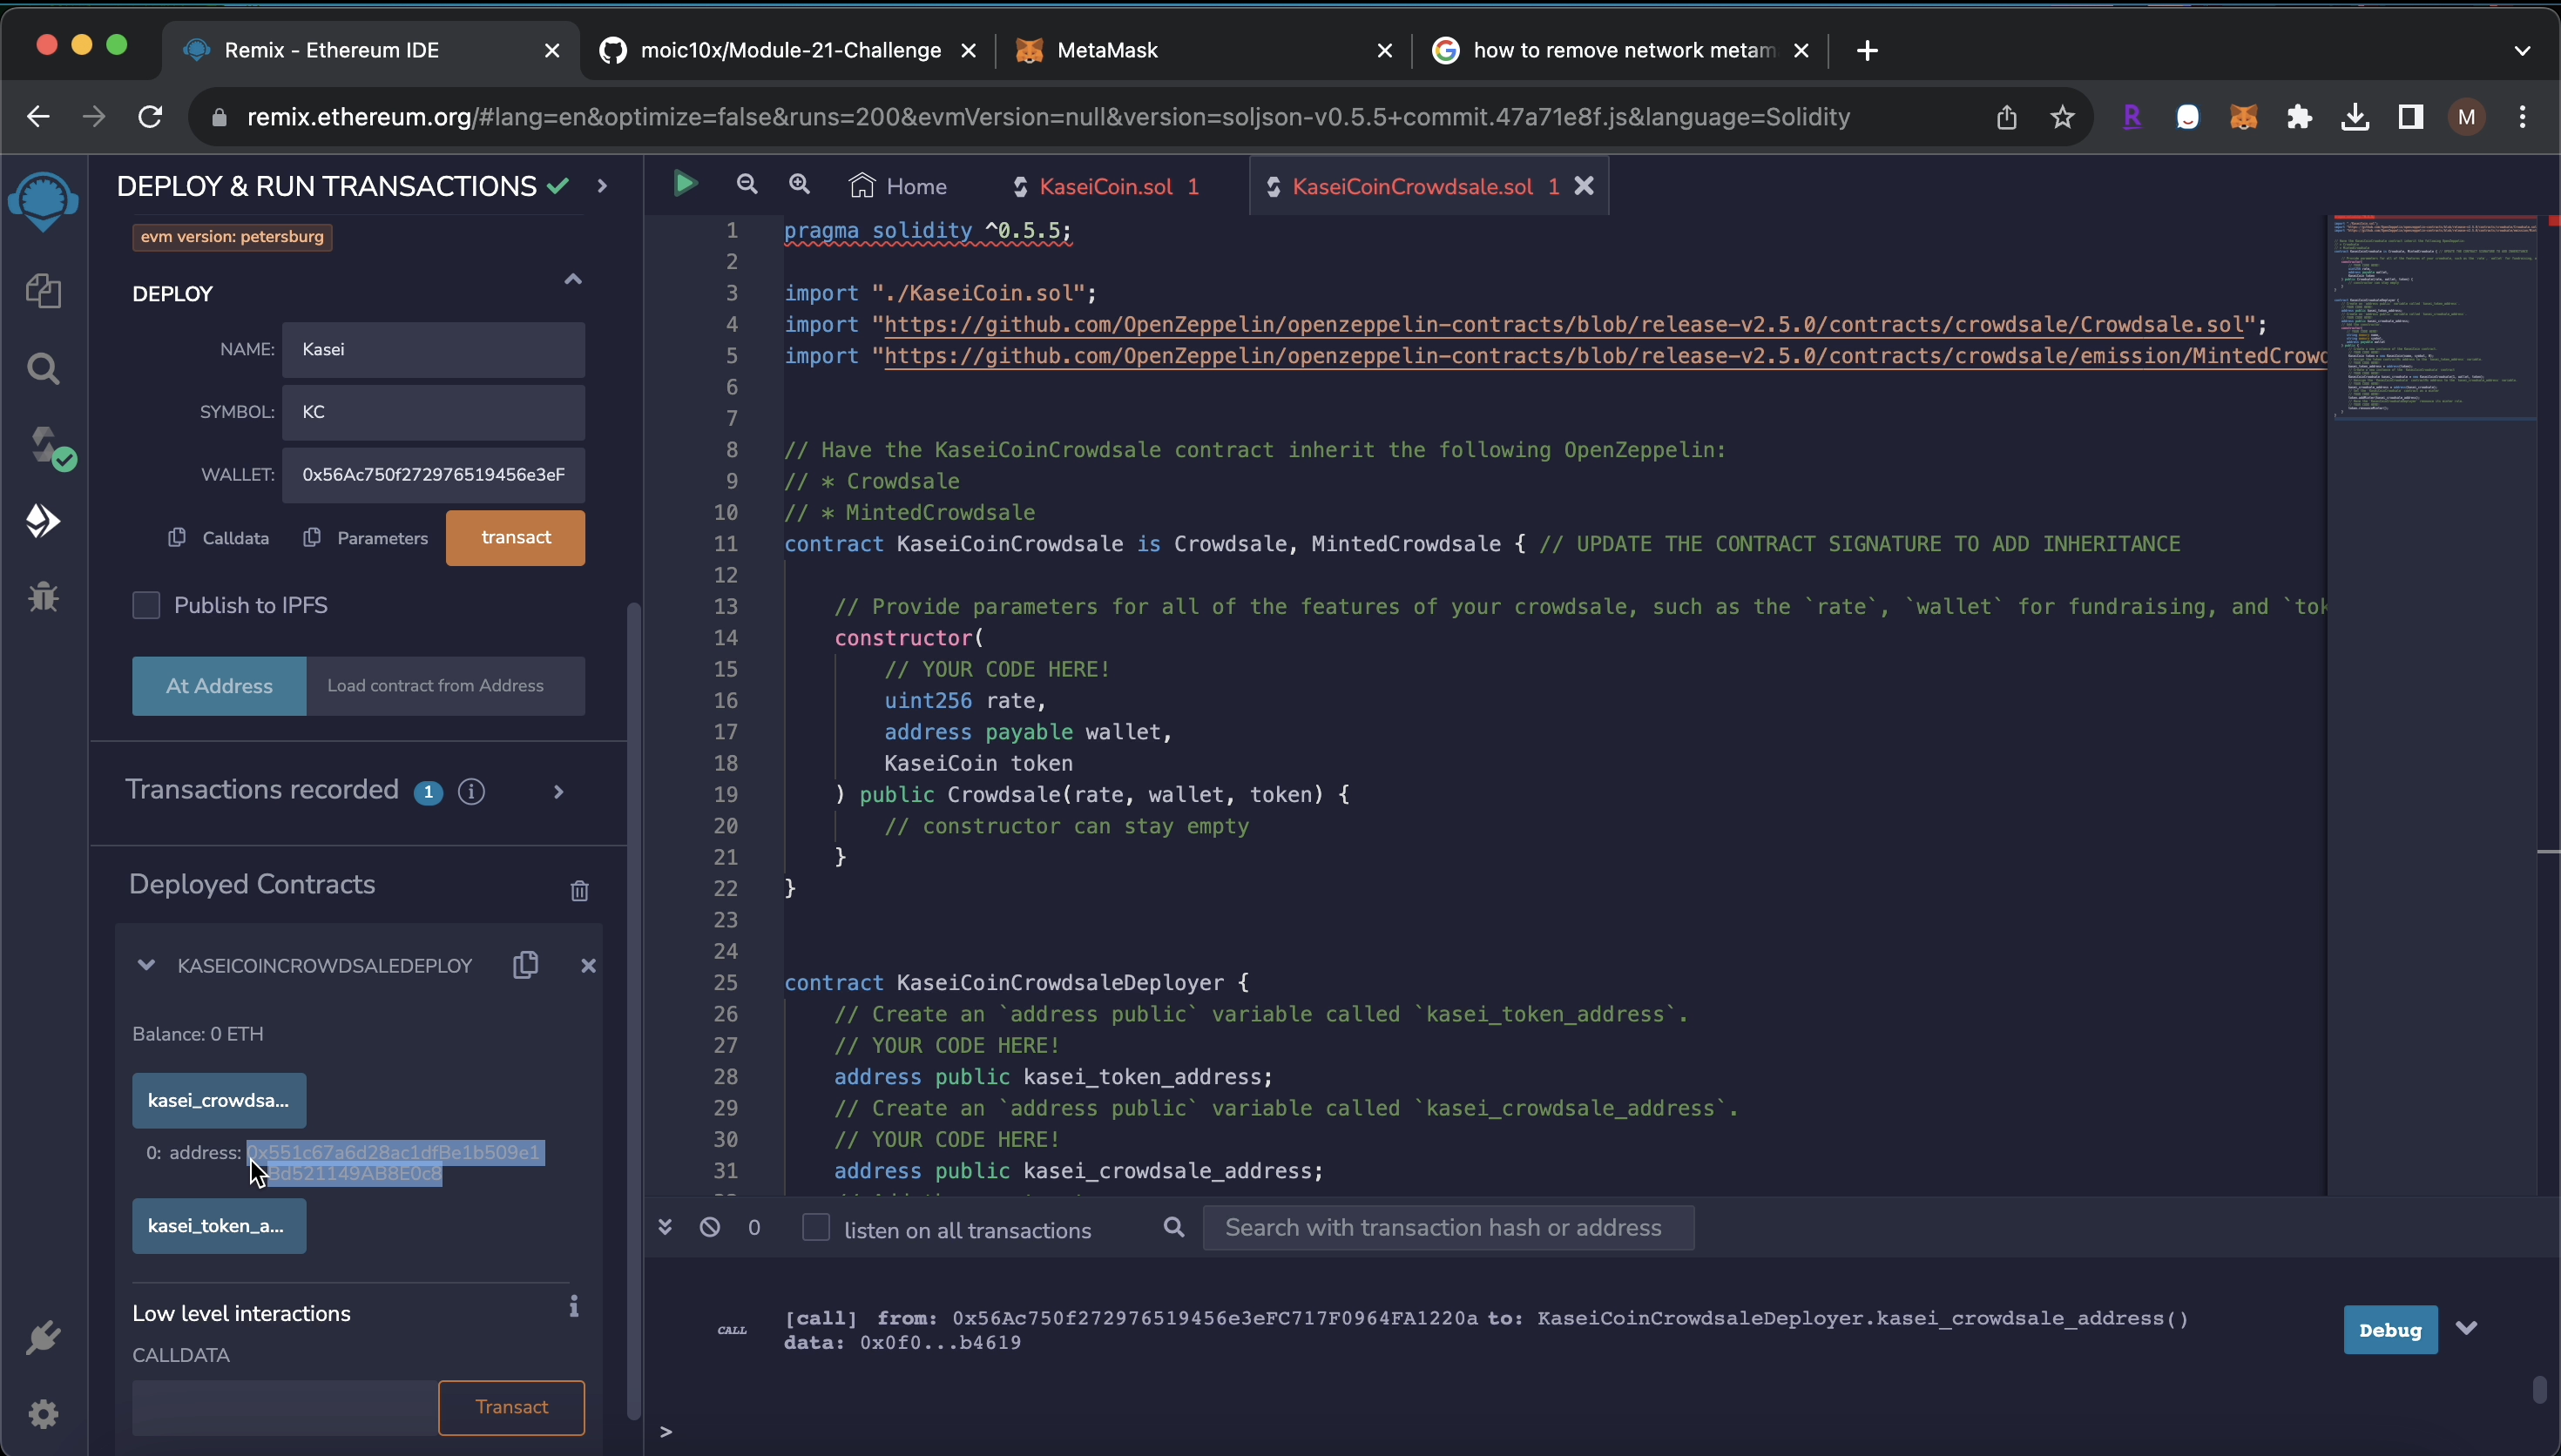 Remix - Ethereum IDE
moic10x/Module-21-Challenge
MetaMask
how to remove network metam
remix.ethereum.org/#lang=en&optimize=false&runs=200&evmVersion=null&version=soljson-v0.5.5+commit.47a71e8f.js&language=Solidity
R
M
DEPLOY & RUN TRANSACTIONS
evm version: petersburg
DEPLOY
NAME: Kasei
SYMBOL: KC
WALLET: 0x56Ac750f272976519456e3eF
Calldata Parameters transact
Publish to IPFS
At Address Load contract from Address
Transactions recorded 1 i
Deployed Contracts
KASEICOINCROWDSALEDEPLOY
Balance: 0 ETH
kasei_crowdsa...
0: address: 0x551c67a6d28ac1dfBe1b509e1
Bd521149AB8E0c8
kasei_token_a...
Low level interactions i
CALLDATA
Transact
Home KaseiCoin.sol 1 KaseiCoinCrowdsale.sol 1
1 pragma solidity ^0.5.5;
2
3 import "./KaseiCoin.sol";
4 import "https://github.com/OpenZeppelin/openzeppelin-contracts/blob/release-v2.5.0/contracts/crowdsale/Crowdsale.sol";
5 import "https://github.com/OpenZeppelin/openzeppelin-contracts/blob/release-v2.5.0/contracts/crowdsale/emission/MintedCrowd
6
7
8 // Have the KaseiCoinCrowdsale contract inherit the following OpenZeppelin:
9 // * Crowdsale
10 // * MintedCrowdsale
11 contract KaseiCoinCrowdsale is Crowdsale, MintedCrowdsale { // UPDATE THE CONTRACT SIGNATURE TO ADD INHERITANCE
12
13 // Provide parameters for all of the features of your crowdsale, such as the `rate`, `wallet` for fundraising, and `tok
14 constructor(
15 // YOUR CODE HERE!
16 uint256 rate,
17 address payable wallet,
18 KaseiCoin token
19 ) public Crowdsale(rate, wallet, token) {
20 // constructor can stay empty
21 }
22 }
23
24
25 contract KaseiCoinCrowdsaleDeployer {
26 // Create an `address public` variable called `kasei_token_address`.
27 // YOUR CODE HERE!
28 address public kasei_token_address;
29 // Create an `address public` variable called `kasei_crowdsale_address`.
30 // YOUR CODE HERE!
31 address public kasei_crowdsale_address;
0 listen on all transactions Search with transaction hash or address
CALL [call] from: 0x56Ac750f272976519456e3eFC717F0964FA1220a to: KaseiCoinCrowdsaleDeployer.kasei_crowdsale_address()
data: 0x0f0...b4619
Debug
>